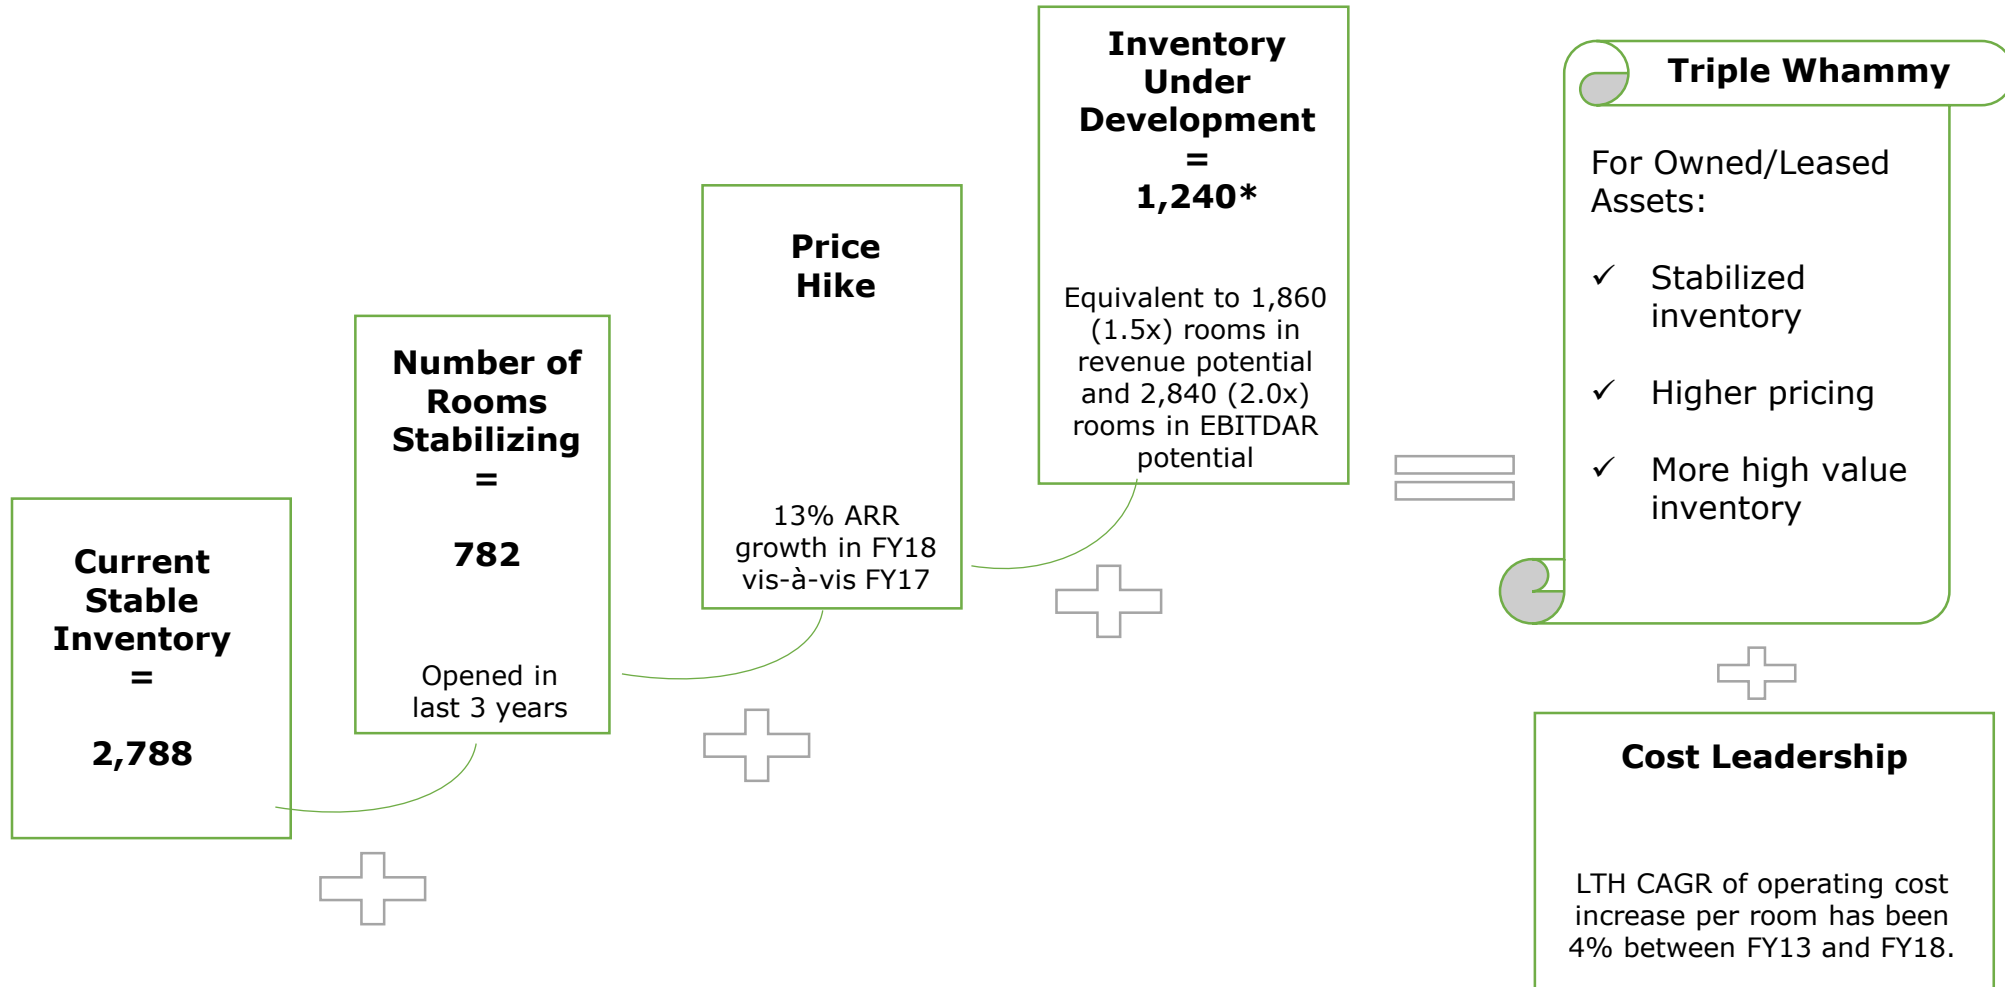 Current
Stable
Inventory
=
2,788
Number of
Rooms
Stabilizing
=
782
Opened in
last 3 years
Price
Hike
13% ARR
growth in FY18
vis-à-vis FY17
Inventory
Under
Development
=
1,240*
Equivalent to 1,860
(1.5x) rooms in
revenue potential
and 2,840 (2.0x)
rooms in EBITDAR
potential
Triple Whammy
For Owned/Leased
Assets:
✓ Stabilized
inventory
✓ Higher pricing
✓ More high value
inventory
Cost Leadership
LTH CAGR of operating cost
increase per room has been
4% between FY13 and FY18.